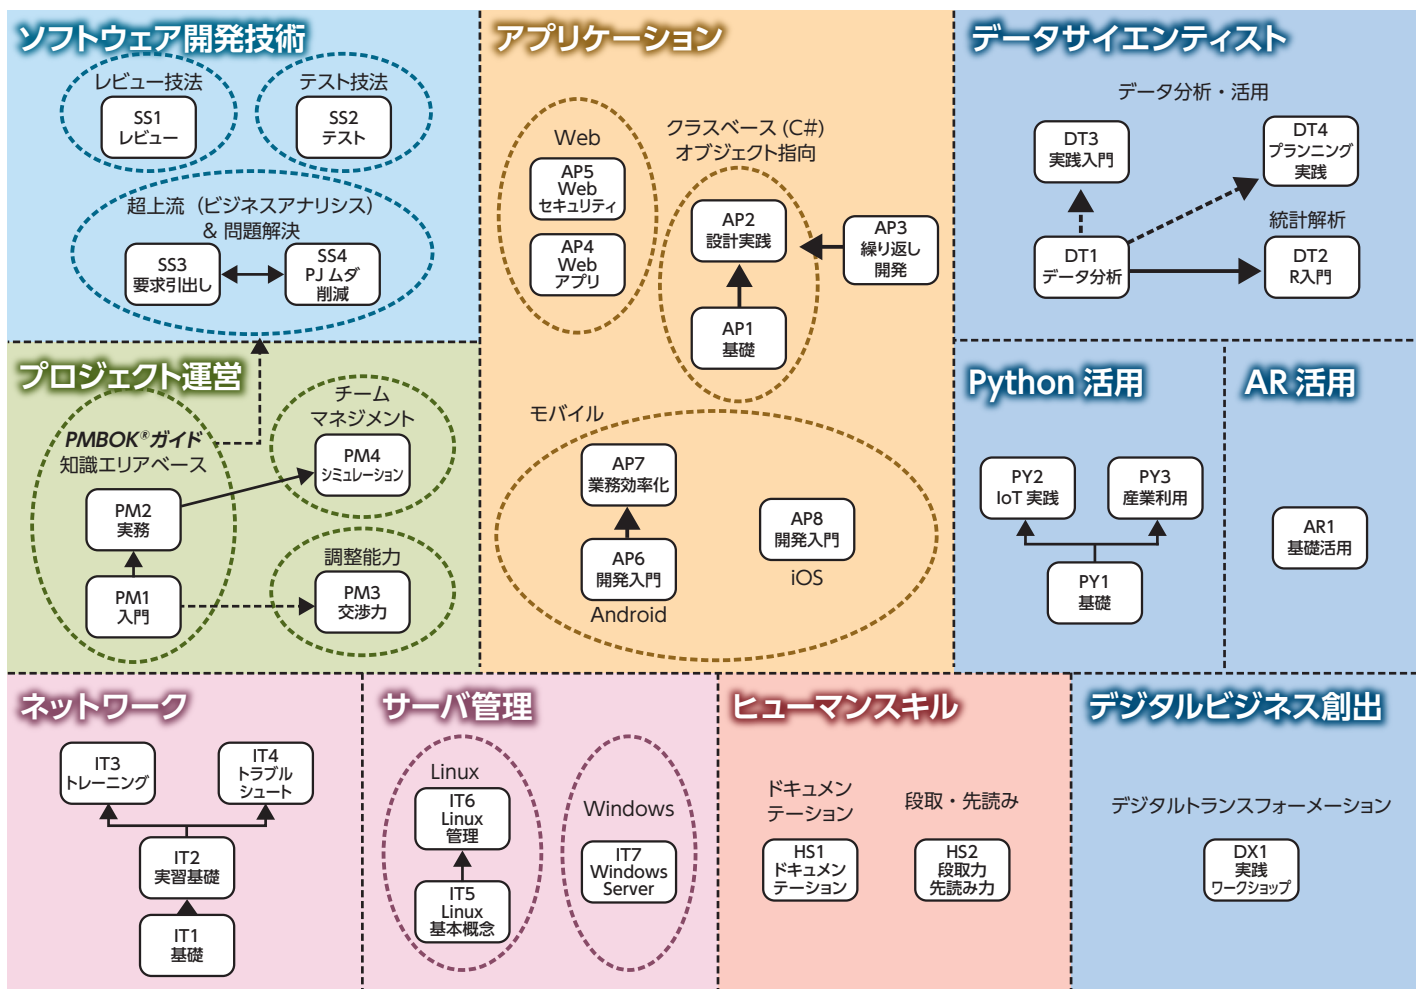 ソフトウェア開発技術
レビュー技法
SS1
レビュー
テスト技法
SS2
テスト
超上流（ビジネスアナリシス）
& 問題解決
SS3
要求引出し
SS4
PJ ムダ
削減
プロジェクト運営
PMBOK®ガイド
知識エリアベース
PM2
実務
PM1
入門
チーム
マネジメント
PM4
シミュレーション
調整能力
PM3
交渉力
アプリケーション
Web
AP5
Web
セキュリティ
AP4
Web
アプリ
クラスベース (C#)
オブジェクト指向
AP2
設計実践
AP1
基礎
AP3
繰り返し
開発
モバイル
AP7
業務効率化
AP6
開発入門
Android
AP8
開発入門
iOS
データサイエンティスト
データ分析・活用
DT3
実践入門
DT4
プランニング
実践
DT1
データ分析
統計解析
DT2
R入門
Python 活用
PY2
IoT 実践
PY3
産業利用
PY1
基礎
AR 活用
AR1
基礎活用
ネットワーク
IT3
トレーニング
IT4
トラブル
シュート
IT2
実習基礎
IT1
基礎
サーバ管理
Linux
IT6
Linux
管理
IT5
Linux
基本概念
Windows
IT7
Windows
Server
ヒューマンスキル
ドキュメン
テーション
HS1
ドキュメン
テーション
段取・先読み
HS2
段取力
先読み力
デジタルビジネス創出
デジタルトランスフォーメーション
DX1
実践
ワークショップ